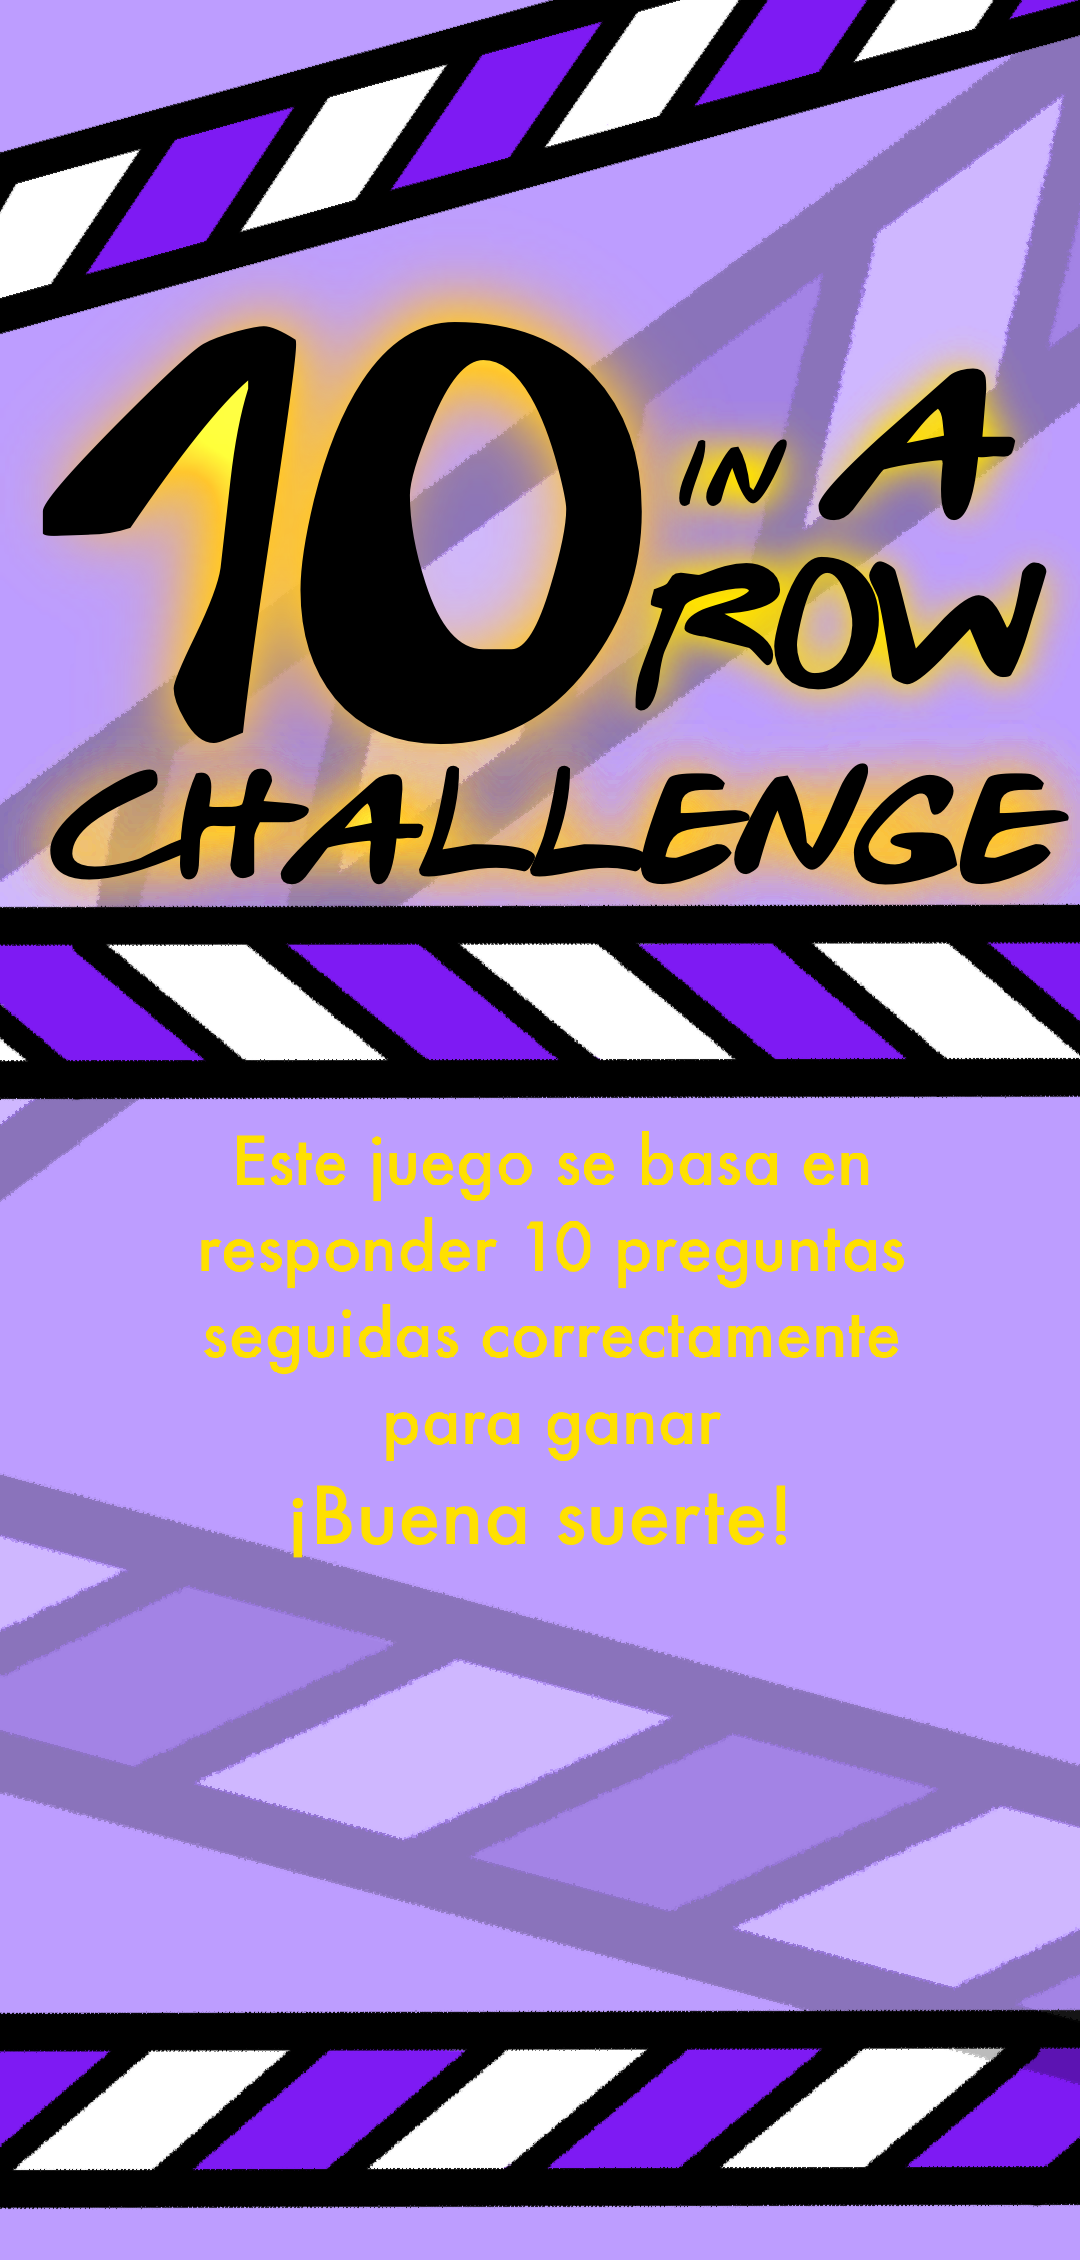 10 IN A
ROW
CHALLENGE
Este juego se basa en
responder 10 preguntas
seguidas correctamente
para ganar
¡Buena suerte!